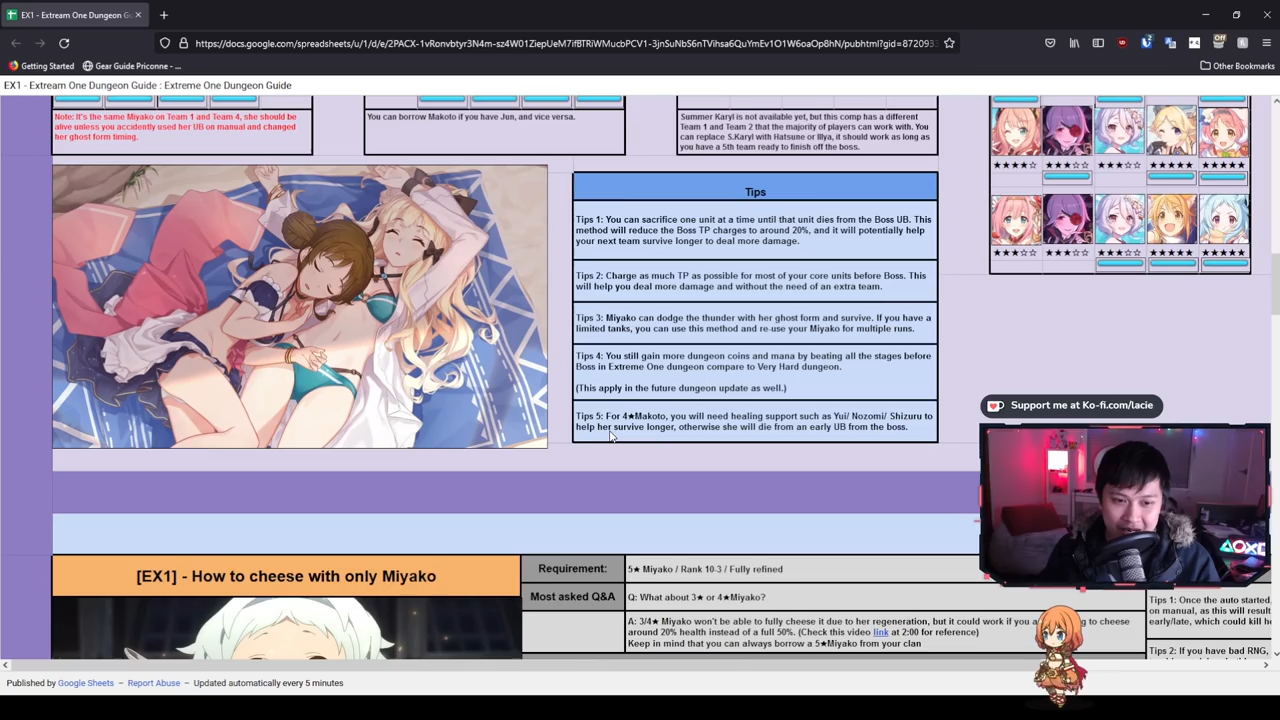 EX1 - Extream One Dungeon G
https://docs.google.com/spreadsheets/u/1/d/e/2PACX-1vRonvbtyr3N4m-sz4W01ZiepUeM7ifBTRiWMucbPCV1-3jnSuNbS6nTVihsa6QuYmEv1O1W6oaOp8hN/pubhtml?gid=87209
Off
Getting Started
Gear Guide Priconne - ...
Other Bookmarks
EX1 - Extream One Dungeon Guide : Extreme One Dungeon Guide
Note: It's the same Miyako on Team 1 and Team 4, she should be
alive unless you accidently used her UB on manual and changed
her ghost form timing.
You can borrow Makoto if you have Jun, and vice versa.
Summer Karyl is not available yet, but this comp has a different
Team 1 and Team 2 that the majority of players can work with. You
can replace S.Karyl with Hatsune or Illya, it should work as long as
you have a 5th team ready to finish off the boss.
Tips
Tips 1: You can sacrifice one unit at a time until that unit dies from the Boss UB. This
method will reduce the Boss TP charges to around 20%, and it will potentially help
your next team survive longer to deal more damage.
Tips 2: Charge as much TP as possible for most of your core units before Boss. This
will help you deal more damage and without the need of an extra team.
Tips 3: Miyako can dodge the thunder with her ghost form and survive. If you have a
limited tanks, you can use this method and re-use your Miyako for multiple runs.
Tips 4: You still gain more dungeon coins and mana by beating all the stages before
Boss in Extreme One dungeon compare to Very Hard dungeon.
(This apply in the future dungeon update as well.)
Tips 5: For 4★Makoto, you will need healing support such as Yui/ Nozomi/ Shizuru to
help her survive longer, otherwise she will die from an early UB from the boss.
Support me at Ko-fi.com/lacie
[EX1] - How to cheese with only Miyako
Requirement:
5★ Miyako / Rank 10-3 / Fully refined
Most asked Q&A
Q: What about 3★ or 4★Miyako?
A: 3/4★ Miyako won't be able to fully cheese it due to her regeneration, but it could work if you a
ng to cheese
around 20% health instead of a full 50%. (Check this video link at 2:00 for reference)
Keep in mind that you can always borrow a 5★Miyako from your clan
Tips 1: Once the auto started,
on manual, as this will result
early/late, which could kill he
Tips 2: If you have bad RNG,
Published by Google Sheets – Report Abuse – Updated automatically every 5 minutes